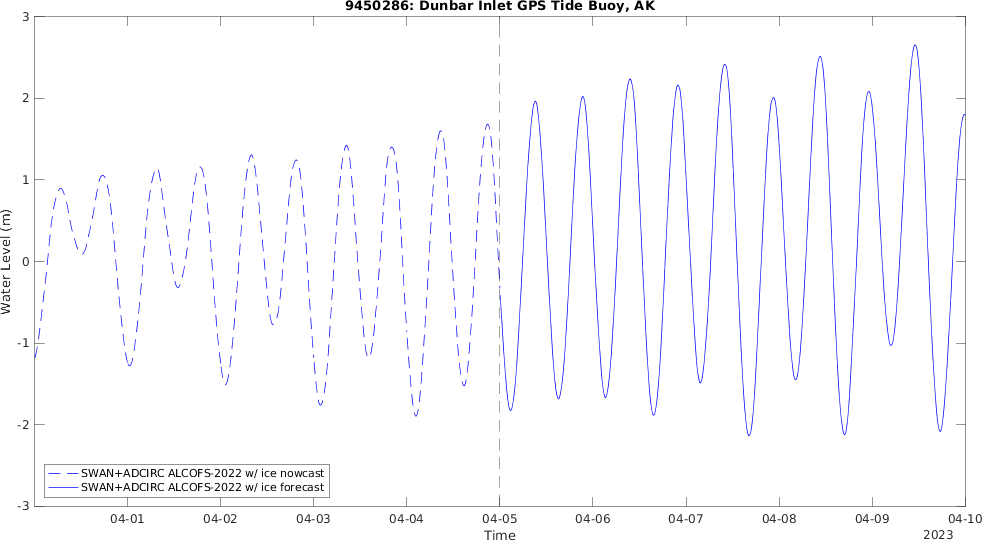 9450286: Dunbar Inlet GPS Tide Buoy, AK
3
2
1
0
-1
-2
-3
Water Level (m)
SWAN+ADCIRC ALCOFS-2022 w/ ice nowcast
SWAN+ADCIRC ALCOFS-2022 w/ ice forecast
04-01 04-02 04-03 04-04 04-05 04-06 04-07 04-08 04-09 04-10
Time
2023